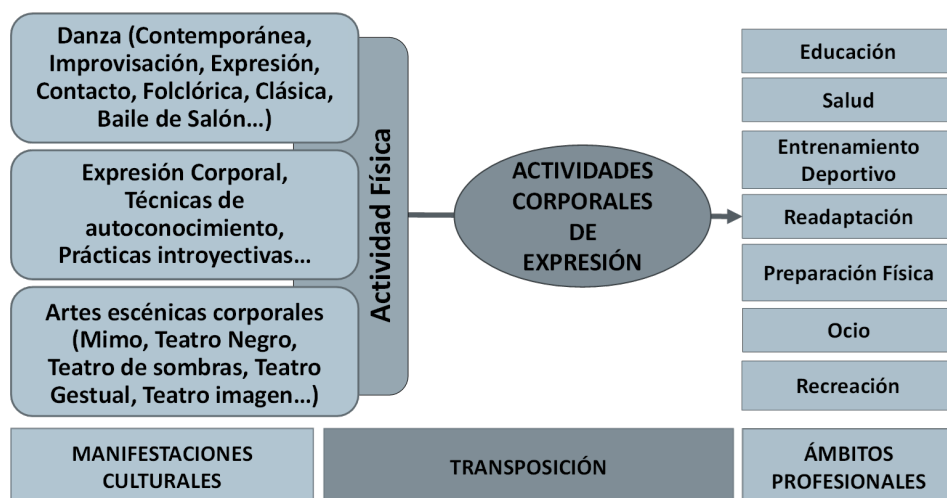 Danza (Contemporánea,
Improvisación, Expresión,
Contacto, Folclórica, Clásica,
Baile de Salón...)
Expresión Corporal,
Técnicas de
autoconocimiento,
Prácticas introyectivas...
Artes escénicas corporales
(Mimo, Teatro Negro,
Teatro de sombras, Teatro
Gestual, Teatro imagen...)
Actividad Física
ACTIVIDADES
CORPORALES
DE
EXPRESIÓN
Educación
Salud
Entrenamiento
Deportivo
Readaptación
Preparación Física
Ocio
Recreación
MANIFESTACIONES
CULTURALES
TRANSPOSICIÓN
ÁMBITOS
PROFESIONALES